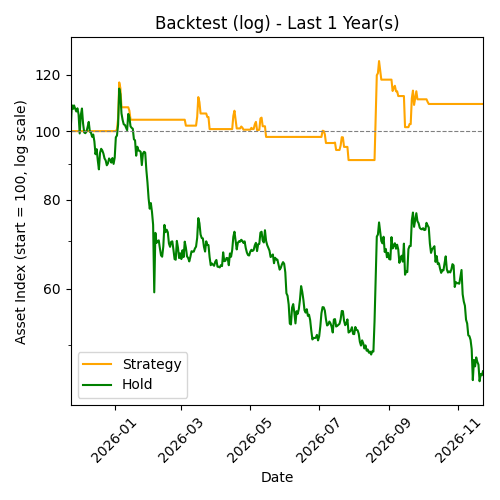 Backtest (log) - Last 1 Year(s)
Asset Index (start = 100, log scale)
120
100
80
60
Strategy
Hold
2026-01
2026-03
2026-05
2026-07
2026-09
2026-11
Date